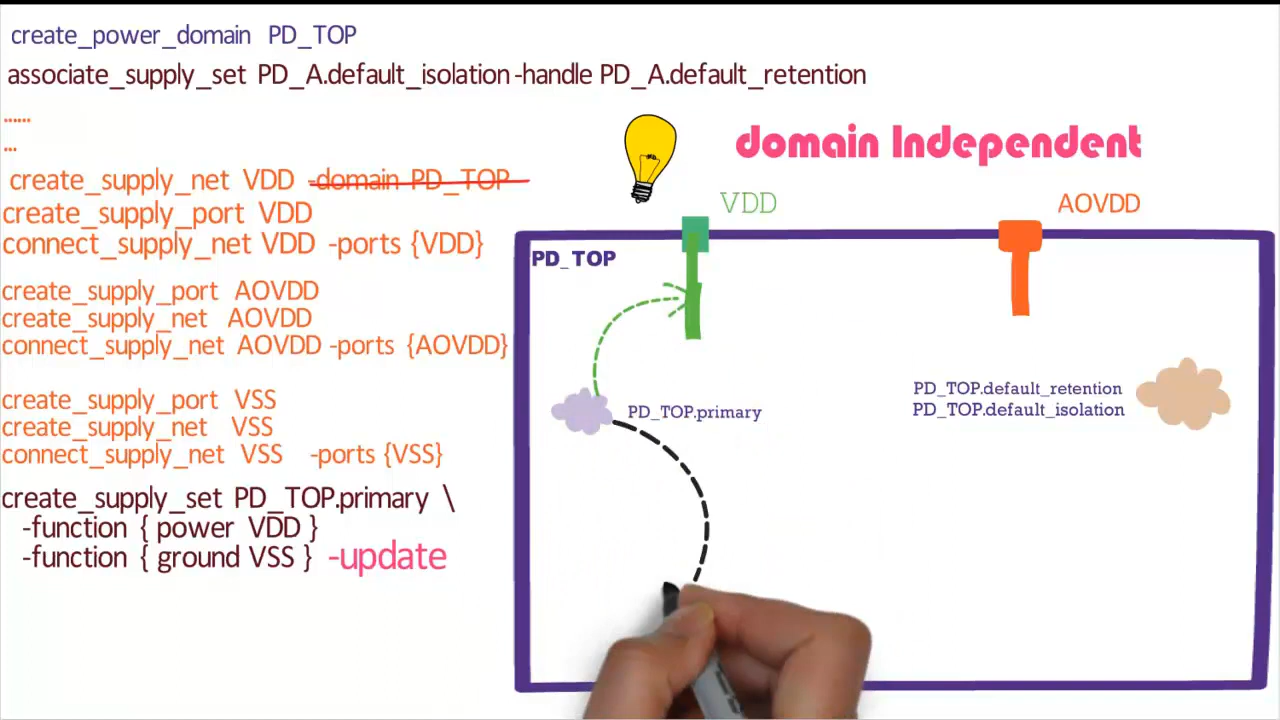 create_power_domain PD_TOP
associate_supply_set PD_A.default_isolation -handle PD_A.default_retention
......
...
create_supply_net VDD -domain PD_TOP
create_supply_port VDD
connect_supply_net VDD -ports {VDD}
create_supply_port AOVDD
create_supply_net AOVDD
connect_supply_net AOVDD -ports {AOVDD}
create_supply_port VSS
create_supply_net VSS
connect_supply_net VSS -ports {VSS}
create_supply_set PD_TOP.primary \
-function { power VDD }
-function { ground VSS } -update
domain Independent
VDD
AOVDD
PD_TOP
PD_TOP.primary
PD_TOP.default_retention
PD_TOP.default_isolation